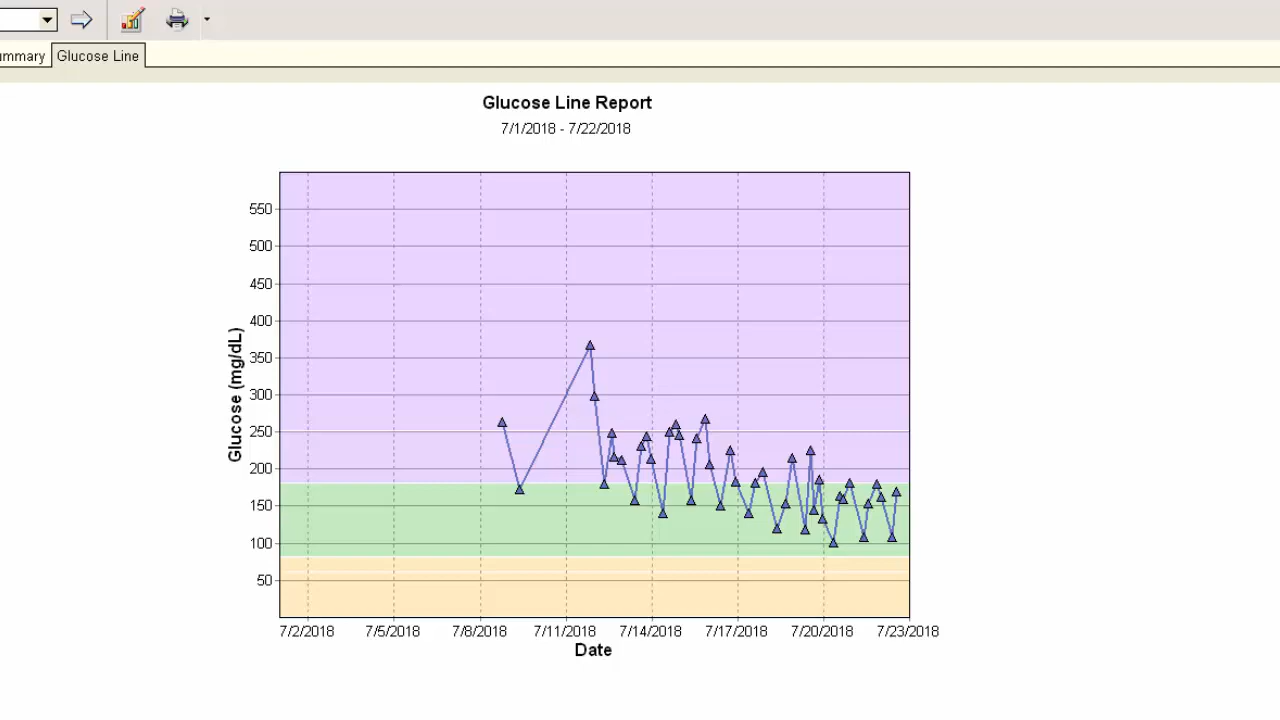 ummary Glucose Line
Glucose Line Report
7/1/2018 - 7/22/2018
Glucose (mg/dL)
550
500
450
400
350
300
250
200
150
100
50
7/2/2018 7/5/2018 7/8/2018 7/11/2018 7/14/2018 7/17/2018 7/20/2018 7/23/2018
Date